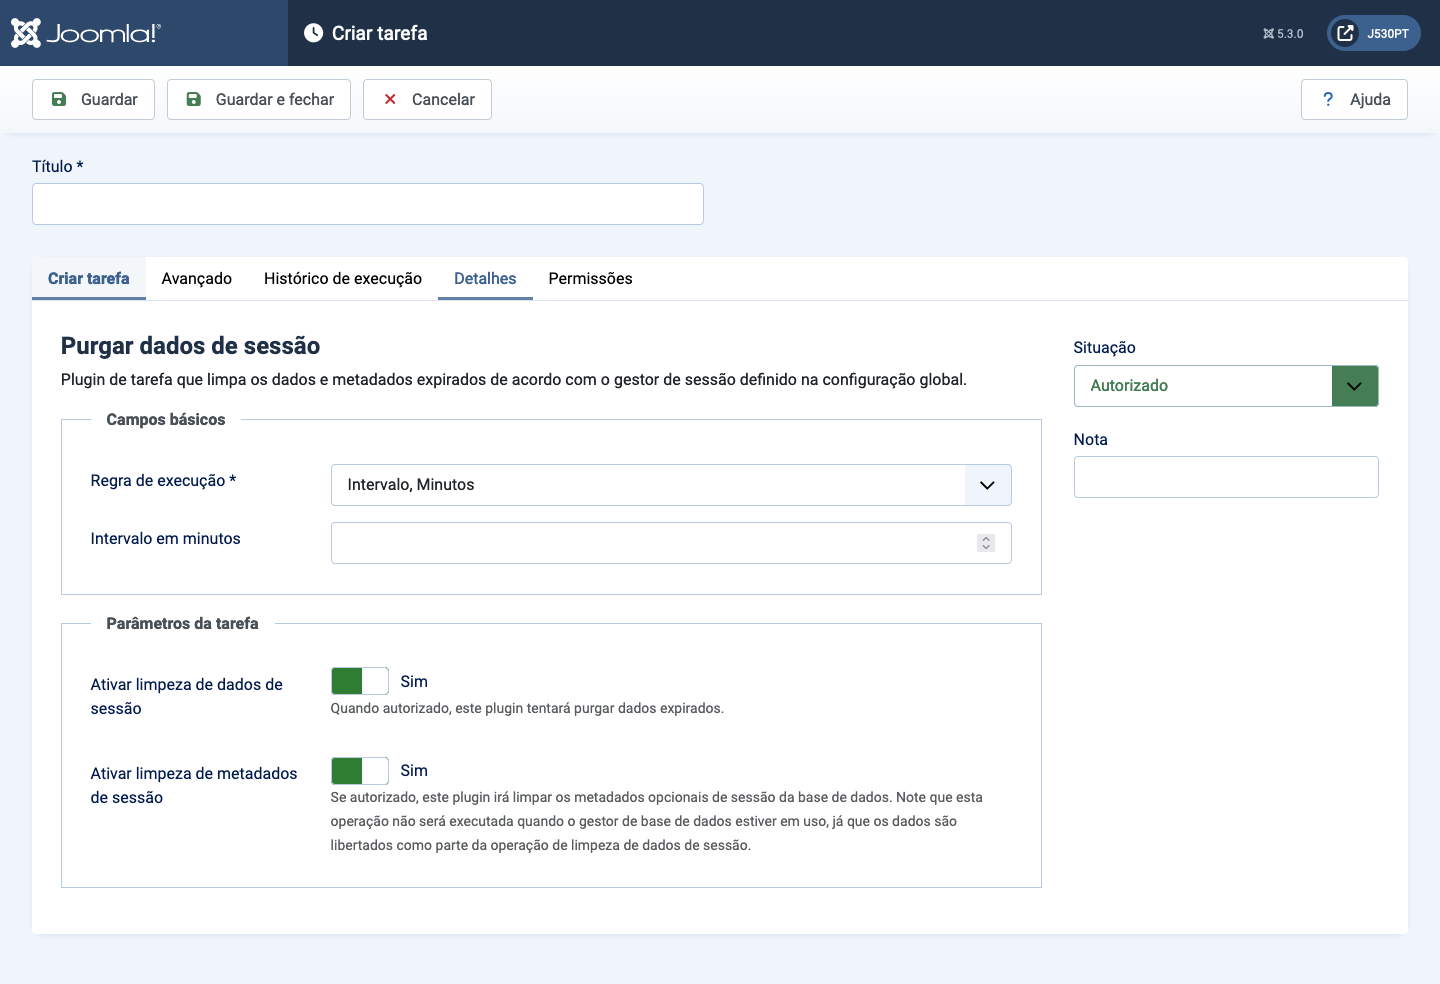 Joomla!®
Criar tarefa
5.3.0
J530PT
Guardar
Guardar e fechar
Cancelar
? Ajuda
Título *
Criar tarefa
Avançado
Histórico de execução
Detalhes
Permissões
Purgar dados de sessão
Plugin de tarefa que limpa os dados e metadados expirados de acordo com o gestor de sessão definido na configuração global.
Campos básicos
Regra de execução *
Intervalo, Minutos
Intervalo em minutos
Parâmetros da tarefa
Ativar limpeza de dados de
sessão
Sim
Quando autorizado, este plugin tentará purgar dados expirados.
Ativar limpeza de metadados
de sessão
Sim
Se autorizado, este plugin irá limpar os metadados opcionais de sessão da base de dados. Note que esta
operação não será executada quando o gestor de base de dados estiver em uso, já que os dados são
libertados como parte da operação de limpeza de dados de sessão.
Situação
Autorizado
Nota